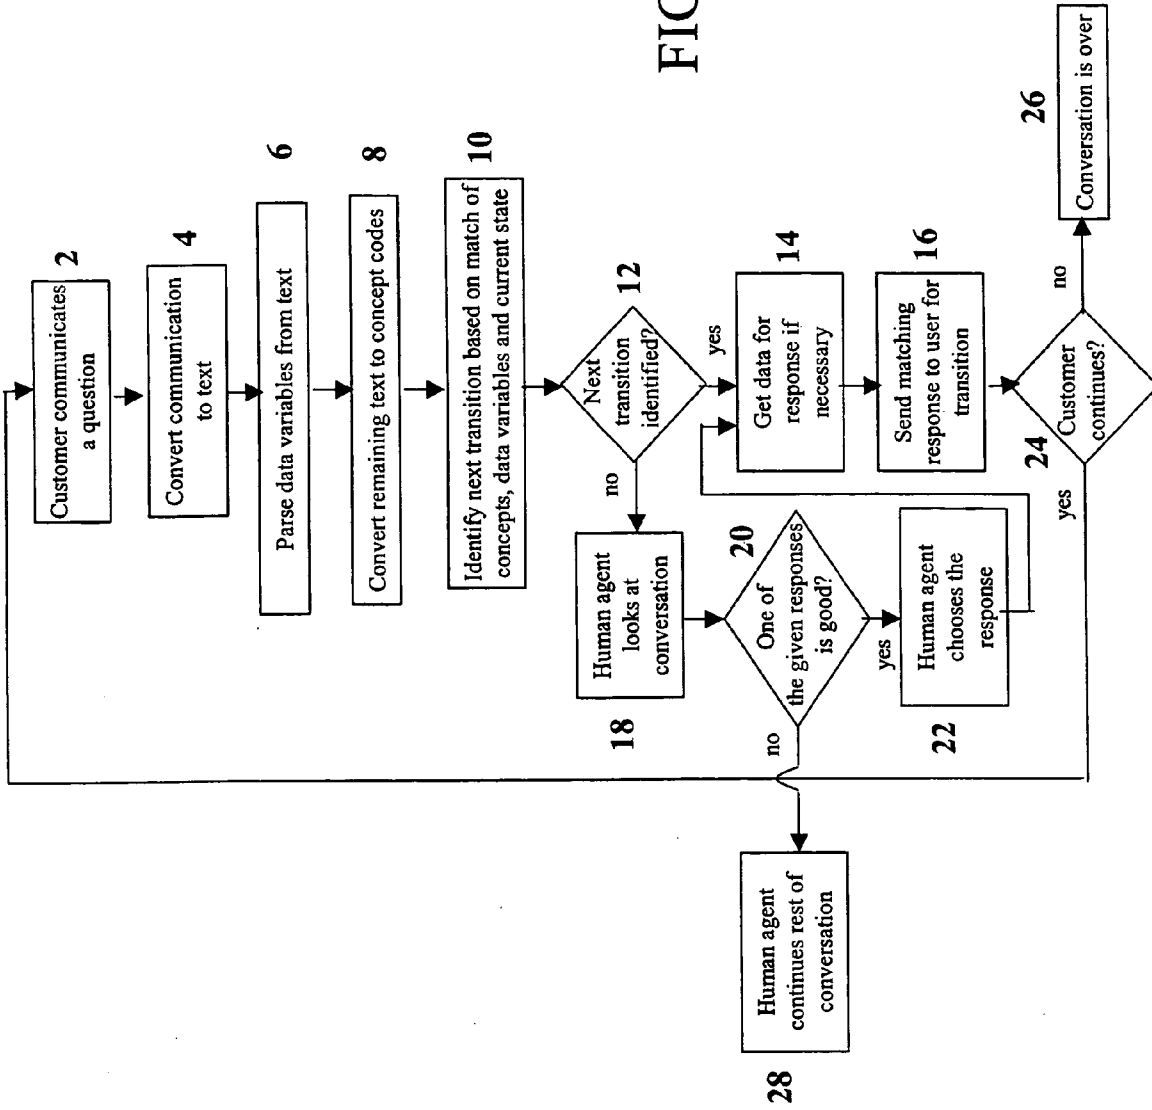 2
Customer communicates
a question
4
Convert communication
to text
6
Parse data variables from text
8
Convert remaining text to concept codes
10
Identify next transition based on match of
concepts, data variables and current state
12
Next
transition
identified?
yes
no
14
Get data for
response if
necessary
16
Send matching
response to user for
transition
18
Human agent
looks at
conversation
20
One of
the given responses
is good?
yes
no
22
Human agent
chooses the
response
24
Customer
continues?
yes
no
26
Conversation is over
28
Human agent
continues rest of
conversation
FIG